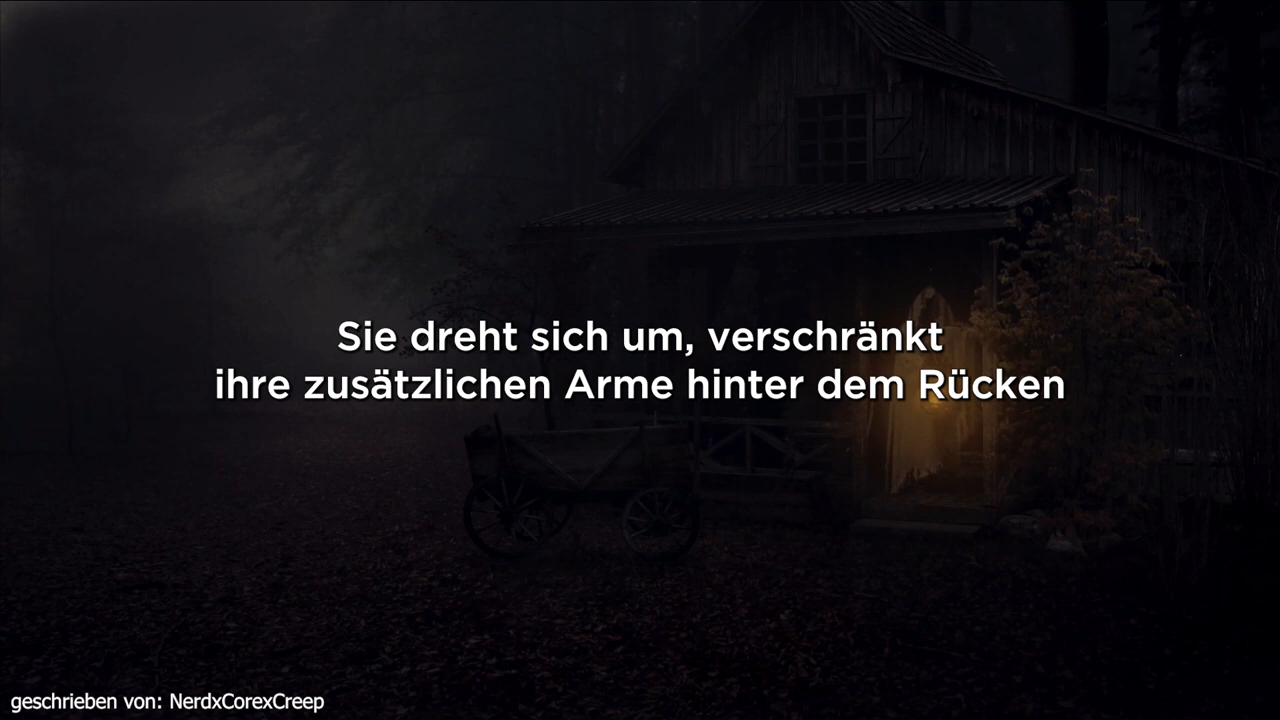 Sie dreht sich um, verschränkt
ihre zusätzlichen Arme hinter dem Rücken
geschrieben von: NerdxCorexCreep